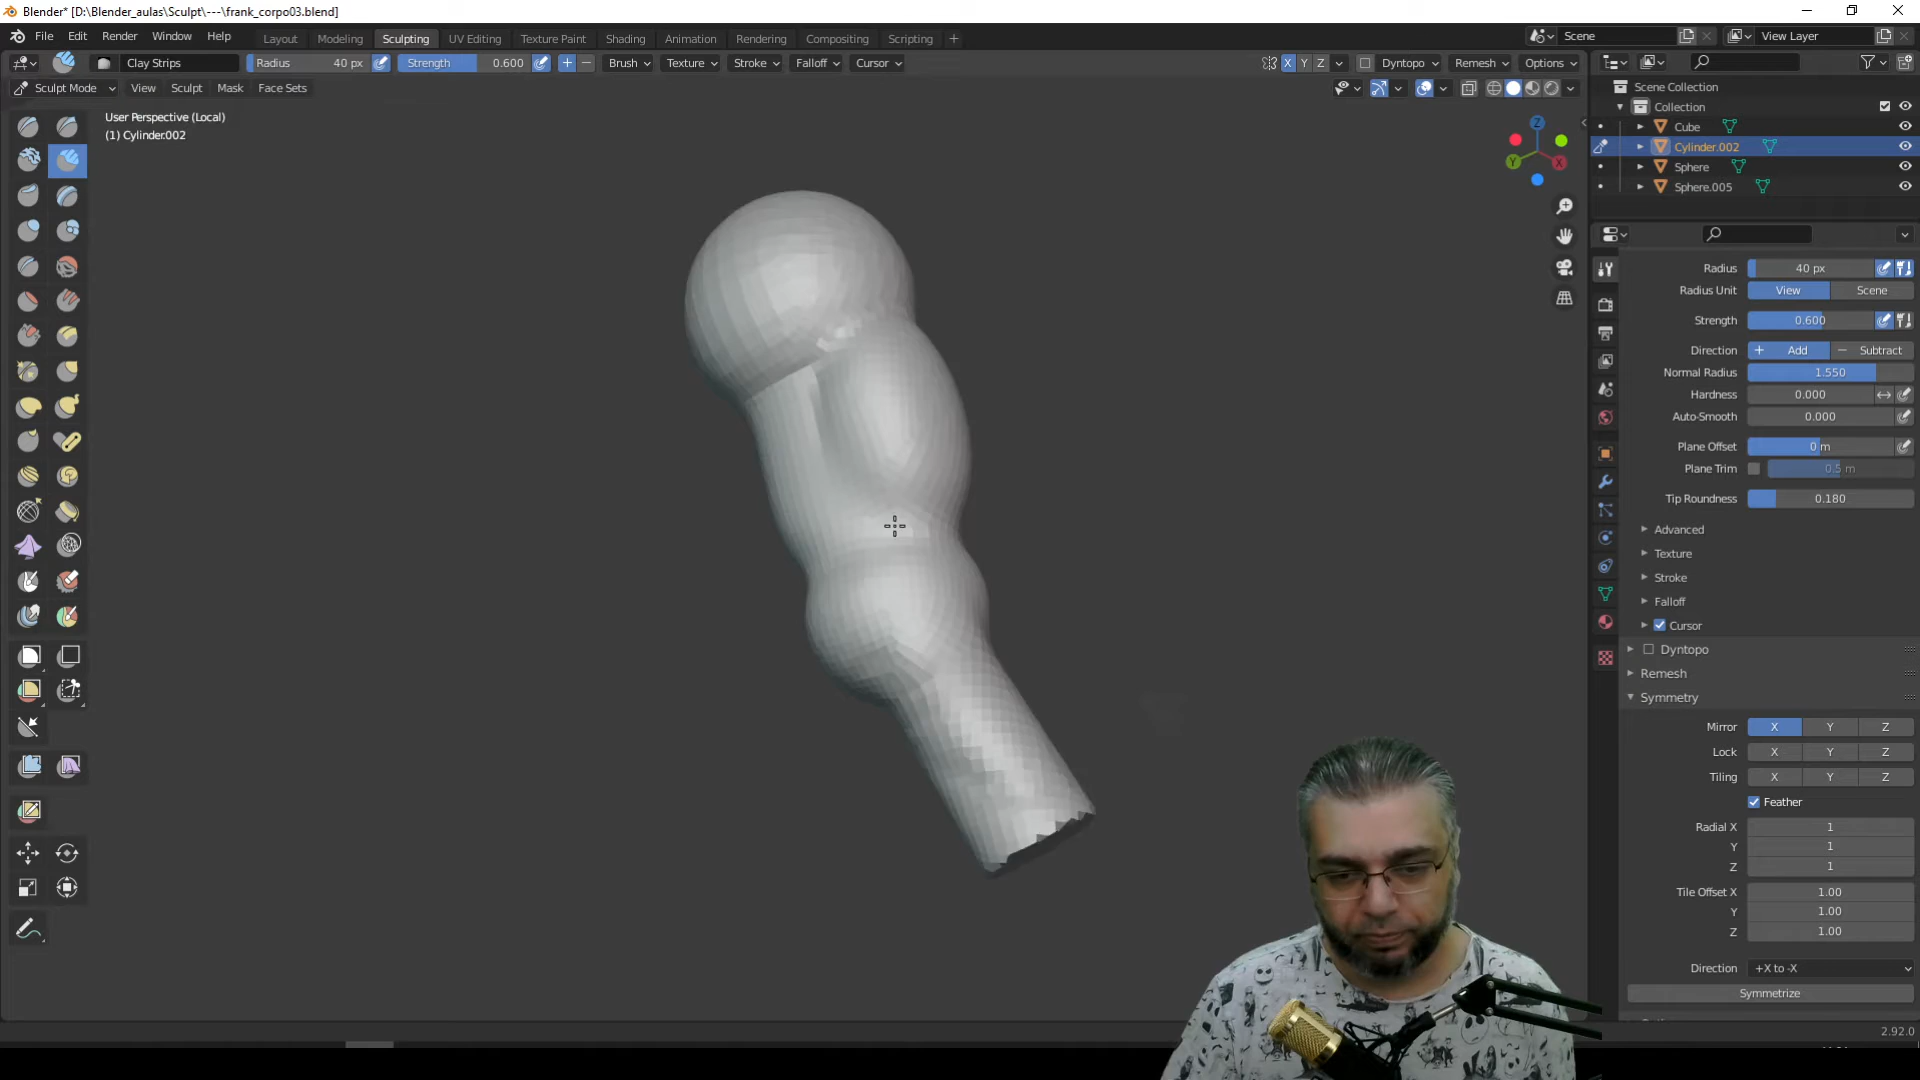 Blender* [D:\Blender_aulas\Sculpt\---\frank_corpo03.blend]
File Edit Render Window Help Layout Modeling Sculpting UV Editing Texture Paint Shading Animation Rendering Compositing Scripting + Scene View Layer
Clay Strips Radius 40 px Strength 0.600 + − Brush Texture Stroke Falloff Cursor X Y Z Dyntopo Remesh Options
Sculpt Mode View Sculpt Mask Face Sets
User Perspective (Local)
(1) Cylinder.002
Z
Y
X
Scene Collection
Collection
Cube
Cylinder.002
Sphere
Sphere.005
Radius 40 px
Radius Unit View Scene
Strength 0.600
Direction + Add − Subtract
Normal Radius 1.550
Hardness 0.000
Auto-Smooth 0.000
Plane Offset 0 m
Plane Trim 0.5 m
Tip Roundness 0.180
Advanced
Texture
Stroke
Falloff
Cursor
Dyntopo
Remesh
Symmetry
Mirror X Y Z
Lock X Y Z
Tiling X Y Z
Feather
Radial X 1
Y 1
Z 1
Tile Offset X 1.00
Y 1.00
Z 1.00
Direction +X to -X
Symmetrize
2.92.0